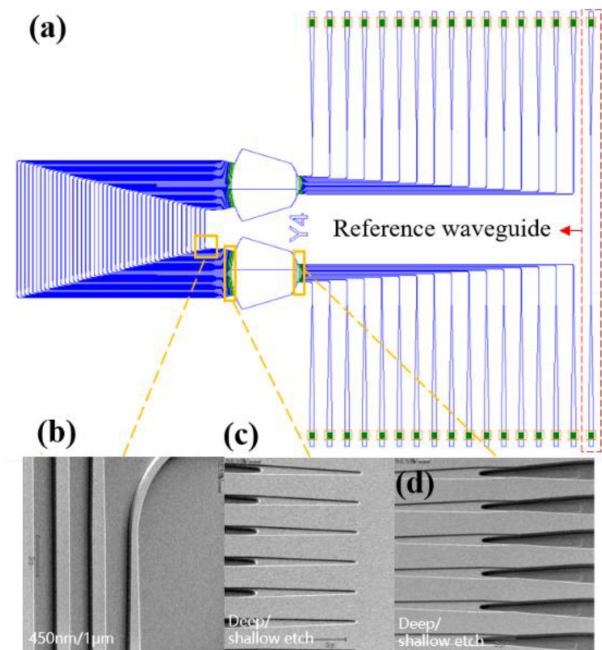 (a)
Y4
Reference waveguide
(b)
(c)
(d)
450nm/1μm
Deep/
shallow etch
Deep/
shallow etch